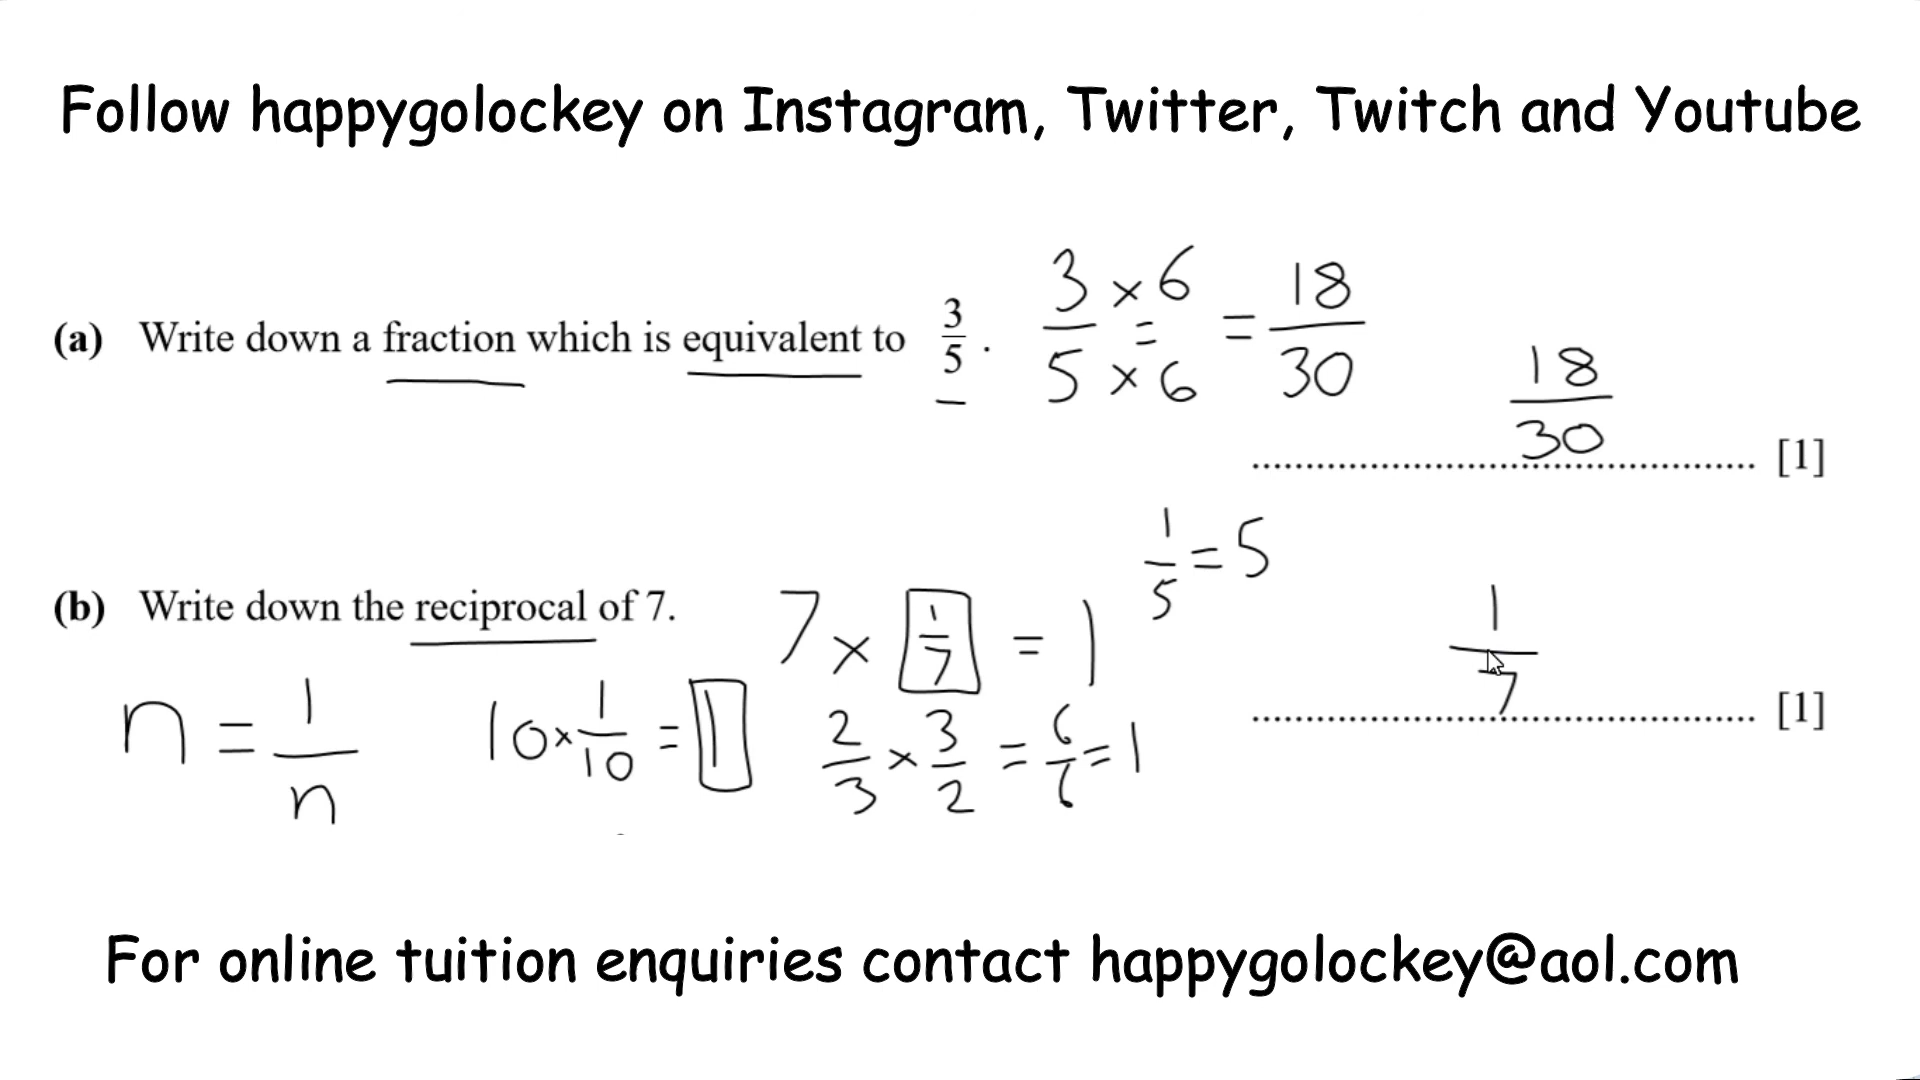 Follow happygolockey on Instagram, Twitter, Twitch and Youtube
(a) Write down a fraction which is equivalent to 3/5 . 3 × 6 / 5 × 6 = = 18/30
18/30
.............................................. [1]
1/5 = 5
(b) Write down the reciprocal of 7. 7 × 1/7 = 1
1/7
.............................................. [1]
n = 1/n 10 × 1/10 = 1 2/3 × 3/2 = 6/6 = 1
For online tuition enquiries contact happygolockey@aol.com